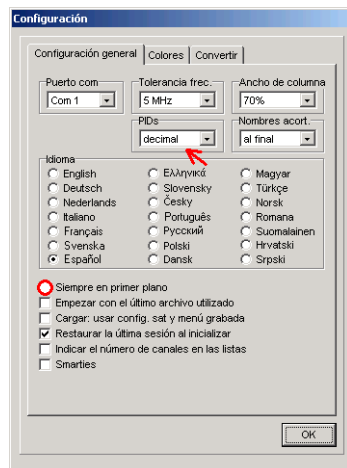 Configuración
Configuración general Colores Convertir
Puerto com Tolerancia frec. Ancho de columna
Com 1 5 MHz 70%
PIDs Nombres acort.
decimal al final
Idioma
English Ελληνικά Magyar
Deutsch Slovensky Türkçe
Nederlands Česky Norsk
Italiano Português Romana
Français Русский Suomalainen
Svenska Polski Hrvatski
Español Dansk Srpski
Siempre en primer plano
Empezar con el último archivo utilizado
Cargar: usar config. sat y menú grabada
Restaurar la última sesión al inicializar
Indicar el número de canales en las listas
Smarties
OK